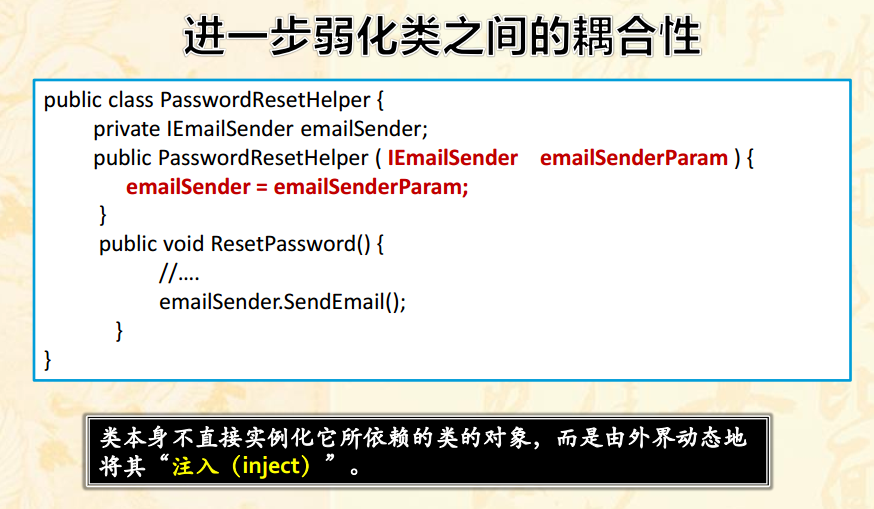 进一步弱化类之间的耦合性
public class PasswordResetHelper {
private IEmailSender emailSender;
public PasswordResetHelper ( IEmailSender emailSenderParam ) {
emailSender = emailSenderParam;
}
public void ResetPassword() {
//….
emailSender.SendEmail();
}
}
类本身不直接实例化它所依赖的类的对象，而是由外界动态地
将其“注入（inject）”。